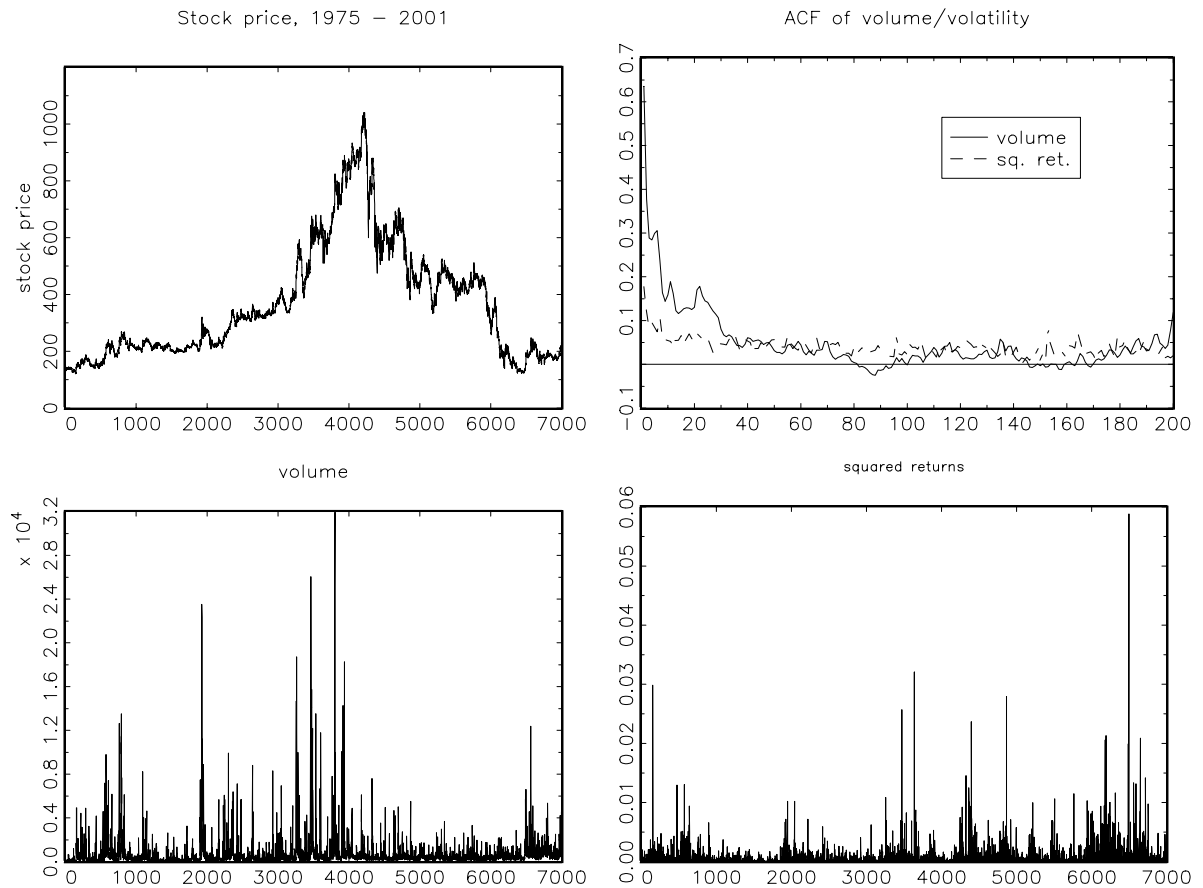 Stock price, 1975 – 2001
stock price
0 200 400 600 800 1000
0 1000 2000 3000 4000 5000 6000 7000
ACF of volume/volatility
– 0.1 0.1 0.2 0.3 0.4 0.5 0.6 0.7
volume
sq. ret.
0 20 40 60 80 100 120 140 160 180 200
volume
x 10⁴
0.0 0.4 0.8 1.2 1.6 2.0 2.4 2.8 3.2
0 1000 2000 3000 4000 5000 6000 7000
squared returns
0.00 0.01 0.02 0.03 0.04 0.05 0.06
1000 2000 3000 4000 5000 6000 7000